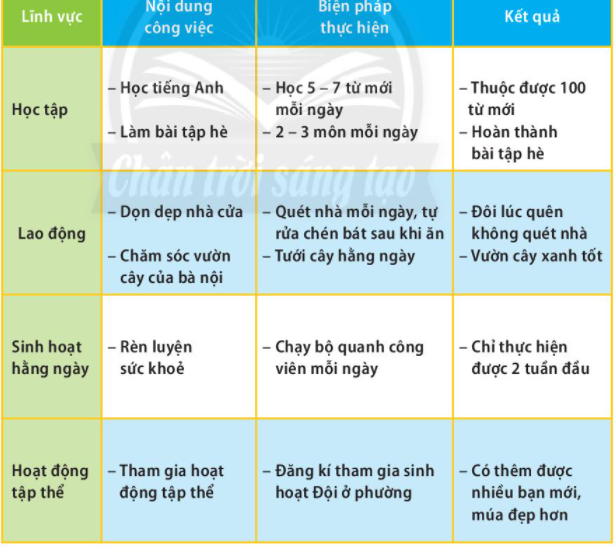 Lĩnh vực
Nội dung
công việc
Biện pháp
thực hiện
Kết quả
Học tập
– Học tiếng Anh
– Làm bài tập hè
– Học 5 – 7 từ mới
mỗi ngày
– 2 – 3 môn mỗi ngày
– Thuộc được 100
từ mới
– Hoàn thành
bài tập hè
Chân trời sáng tạo
Lao động
– Dọn dẹp nhà cửa
– Chăm sóc vườn
cây của bà nội
– Quét nhà mỗi ngày, tự
rửa chén bát sau khi ăn
– Tưới cây hằng ngày
– Đôi lúc quên
không quét nhà
– Vườn cây xanh tốt
Sinh hoạt
hằng ngày
– Rèn luyện
sức khoẻ
– Chạy bộ quanh công
viên mỗi ngày
– Chỉ thực hiện
được 2 tuần đầu
Hoạt động
tập thể
– Tham gia hoạt
động tập thể
– Đăng kí tham gia sinh
hoạt Đội ở phường
– Có thêm được
nhiều bạn mới,
múa đẹp hơn